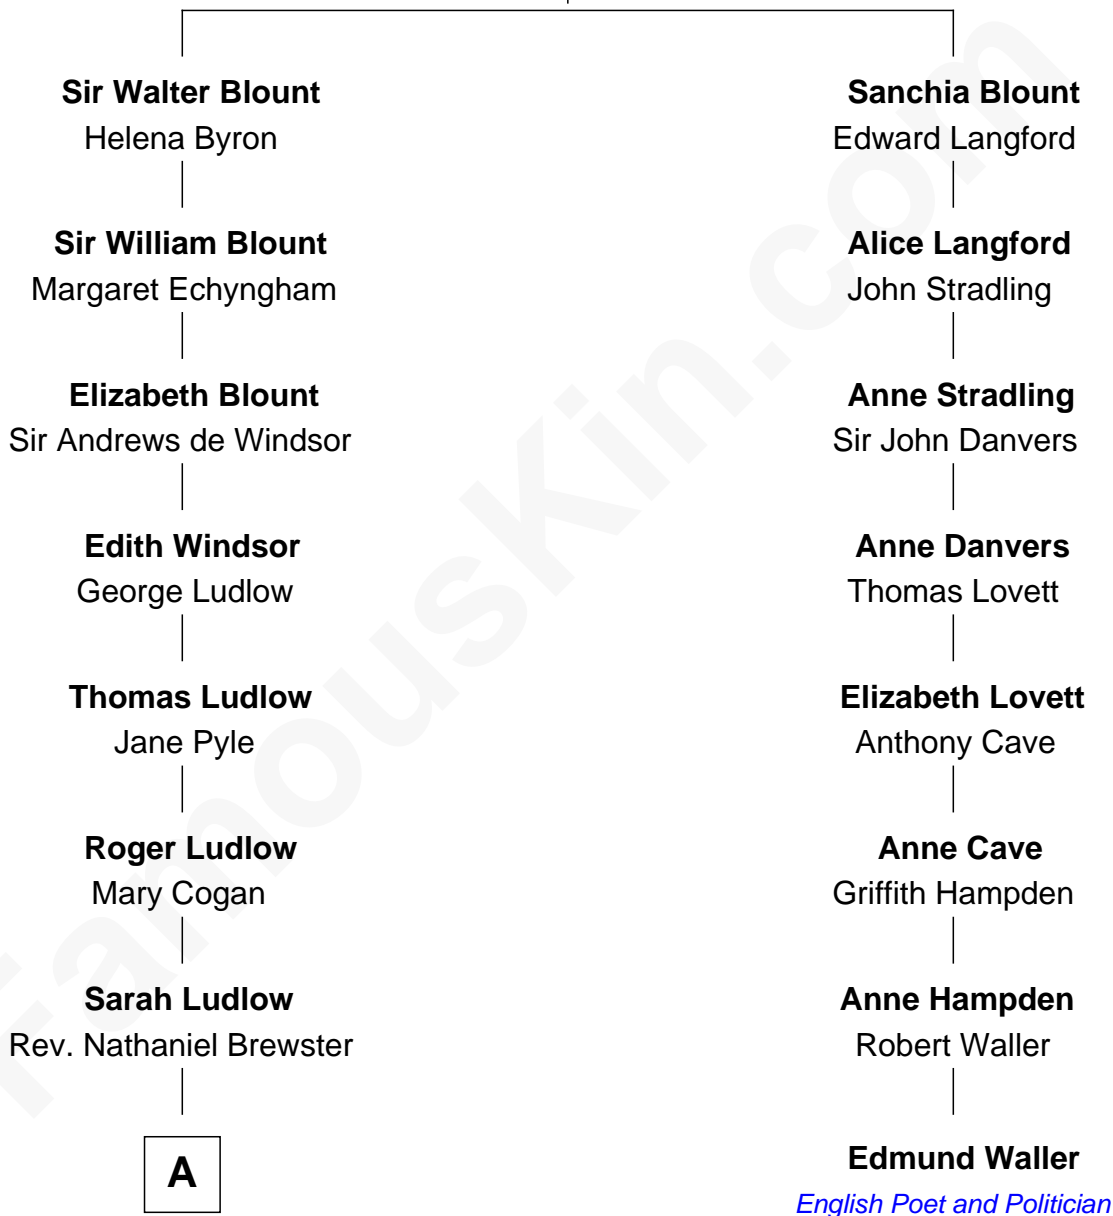 Sir Walter Blount
Helena Byron
Sir William Blount
Margaret Echyngham
Elizabeth Blount
Sir Andrews de Windsor
Edith Windsor
George Ludlow
Thomas Ludlow
Jane Pyle
Roger Ludlow
Mary Cogan
Sarah Ludlow
Rev. Nathaniel Brewster
A
Sanchia Blount
Edward Langford
Alice Langford
John Stradling
Anne Stradling
Sir John Danvers
Anne Danvers
Thomas Lovett
Elizabeth Lovett
Anthony Cave
Anne Cave
Griffith Hampden
Anne Hampden
Robert Waller
Edmund Waller
English Poet and Politician
FamousKin.com